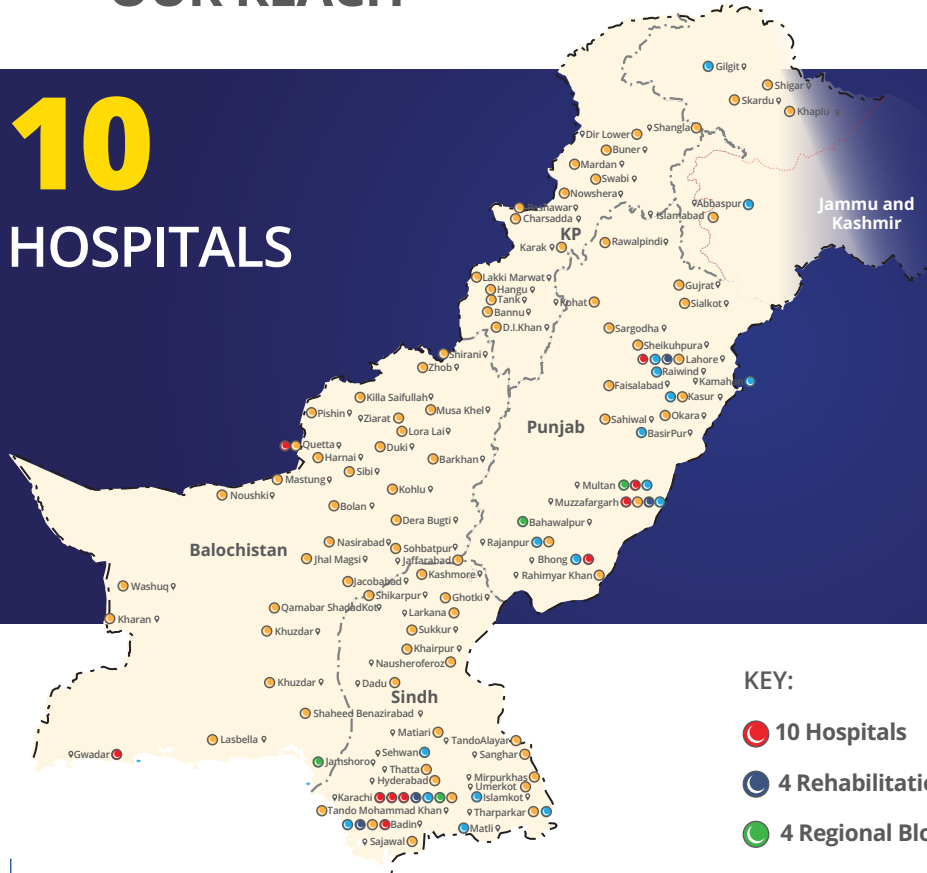 OUR REACH
10
HOSPITALS
Gilgit
Shigar
Skardu
Khaplu
Shangla
Dir Lower
Buner
Mardan
Swabi
Nowshera
Peshawar
Charsadda
Abbaspur
Islamabad
Jammu and
Kashmir
KP
Karak
Rawalpindi
Lakki Marwat
Hangu
Tank
Bannu
D.I.Khan
Kohat
Gujrat
Sialkot
Sargodha
Sheikuhpura
Lahore
Raiwind
Kamahan
Faisalabad
Kasur
Shirani
Zhob
Killa Saifullah
Musa Khel
Pishin
Ziarat
Lora Lai
Sahiwal
Okara
Punjab
BasirPur
Quetta
Duki
Harnai
Barkhan
Sibi
Mastung
Noushki
Kohlu
Bolan
Multan
Muzzafargarh
Dera Bugti
Bahawalpur
Balochistan
Nasirabad
Sohbatpur
Rajanpur
Jhal Magsi
Jaffarabad
Bhong
Kashmore
Rahimyar Khan
Washuq
Jacobabad
Shikarpur
Ghotki
Qamabar ShadadKot
Larkana
Kharan
Khuzdar
Sukkur
Khairpur
Nausheroferoz
Khuzdar
Dadu
Sindh
Shaheed Benazirabad
Matiari
TandoAlayar
Lasbella
Gwadar
Sehwan
Sanghar
Jamshoro
Thatta
Hyderabad
Mirpurkhas
Umerkot
Karachi
Islamkot
Tando Mohammad Khan
Tharparkar
Badin
Matli
Sajawal
KEY:
10 Hospitals
4 Rehabilitatio
4 Regional Blo